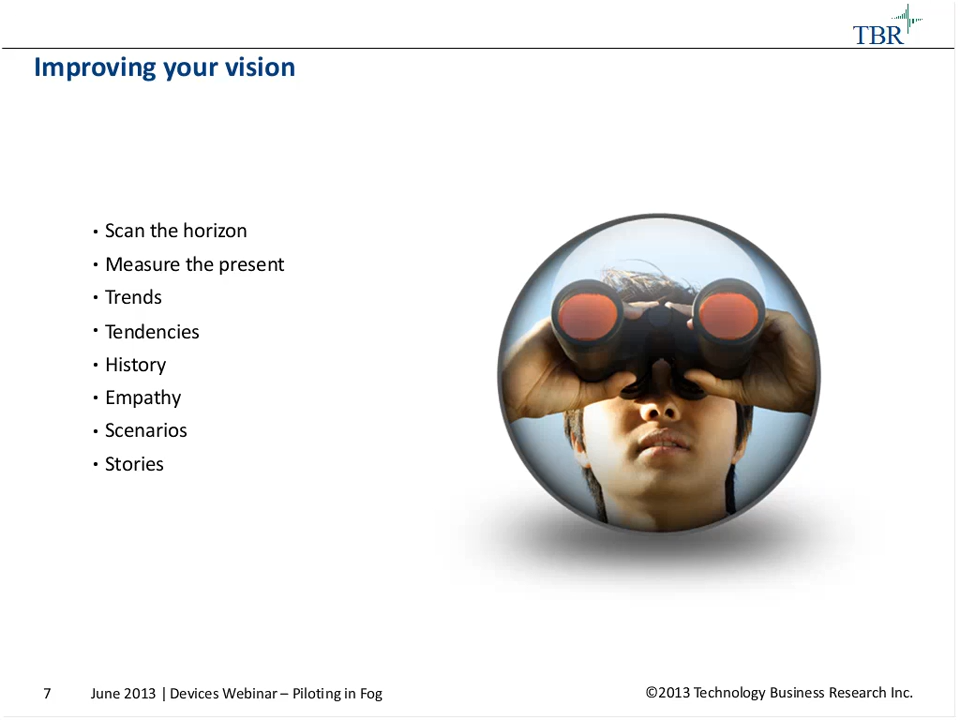 TBR
Improving your vision
• Scan the horizon
• Measure the present
• Trends
• Tendencies
• History
• Empathy
• Scenarios
• Stories
7 June 2013 | Devices Webinar – Piloting in Fog ©2013 Technology Business Research Inc.